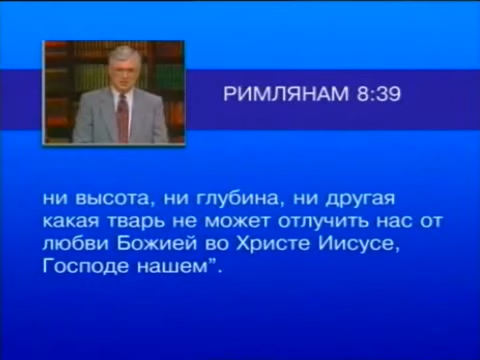 РИМЛЯНАМ 8:39
ни высота, ни глубина, ни другая
какая тварь не может отлучить нас от
любви Божией во Христе Иисусе,
Господе нашем”.